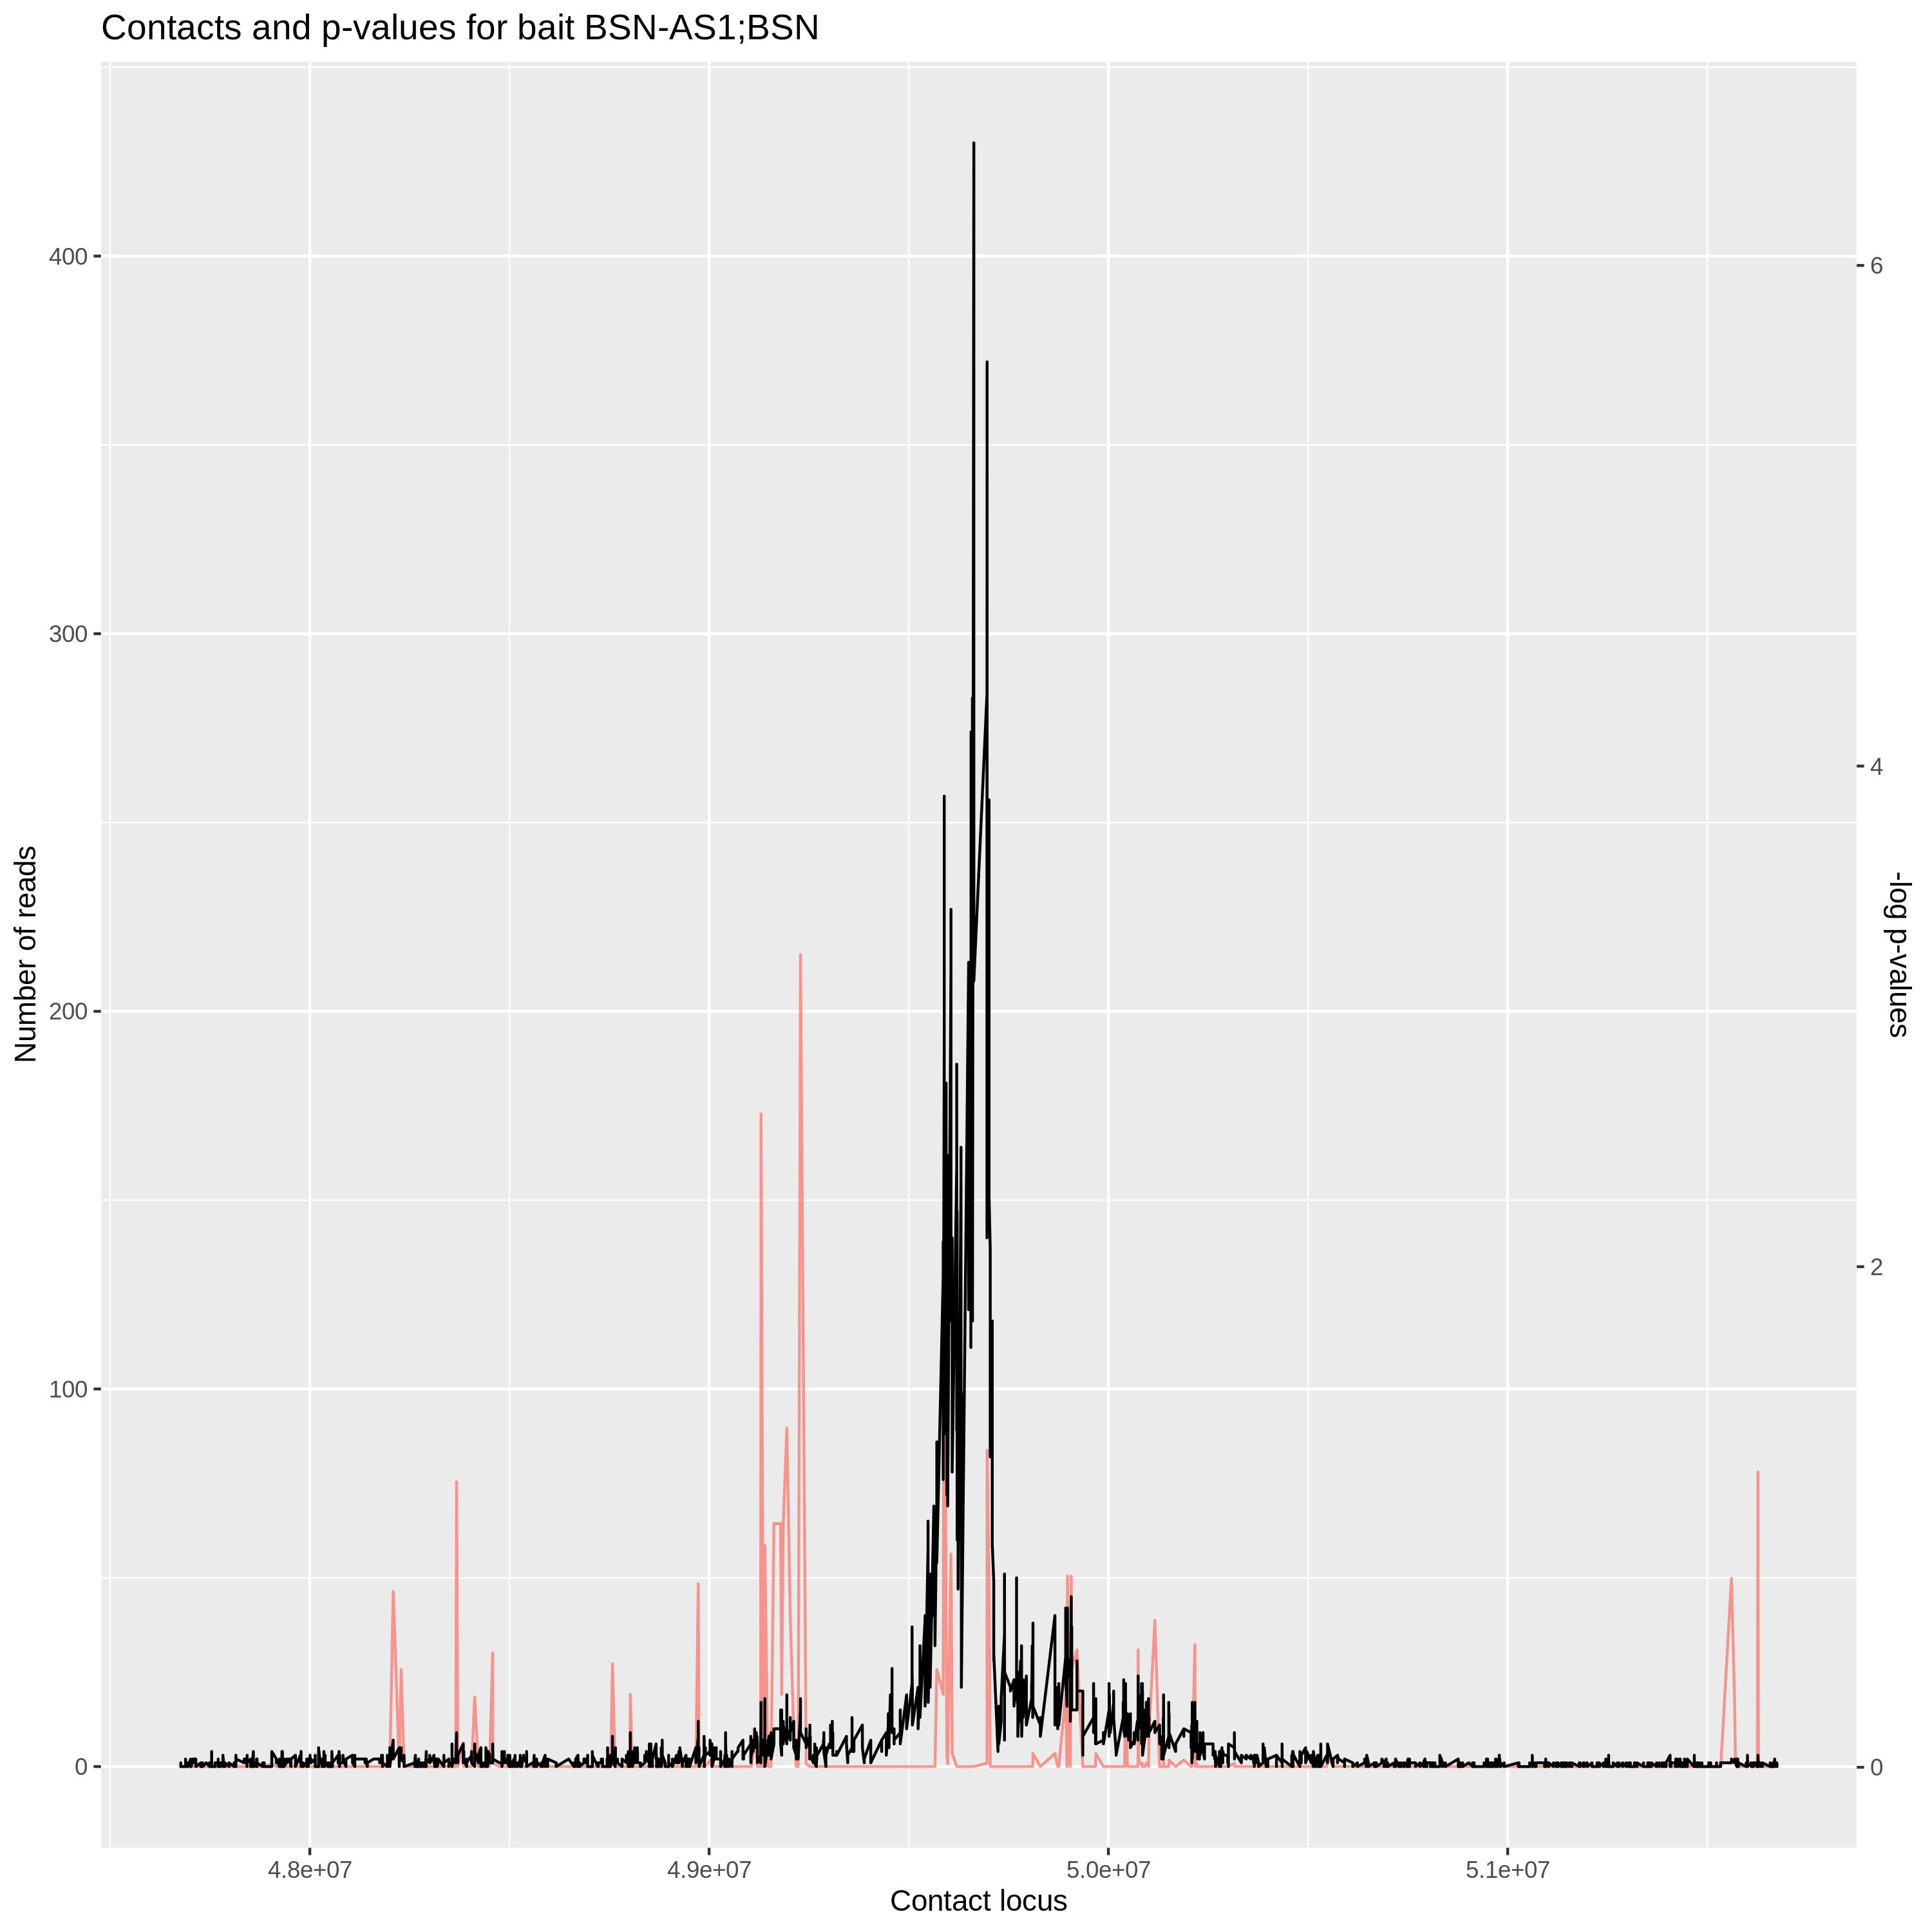 Contacts and p-values for bait BSN-AS1;BSN
Number of reads
400
300
200
100
0
6
4
2
0
-log p-values
4.8e+07
4.9e+07
5.0e+07
5.1e+07
Contact locus